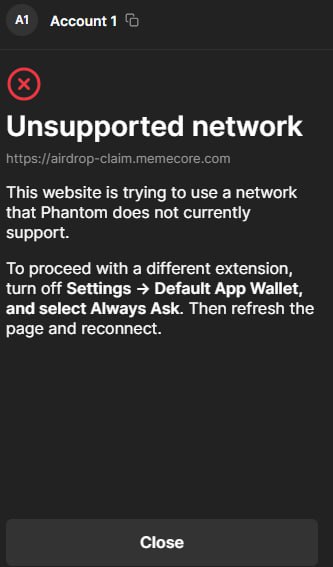 A1 Account 1
Unsupported network
https://airdrop-claim.memecore.com
This website is trying to use a network
that Phantom does not currently
support.
To proceed with a different extension,
turn off Settings → Default App Wallet,
and select Always Ask. Then refresh the
page and reconnect.
Close